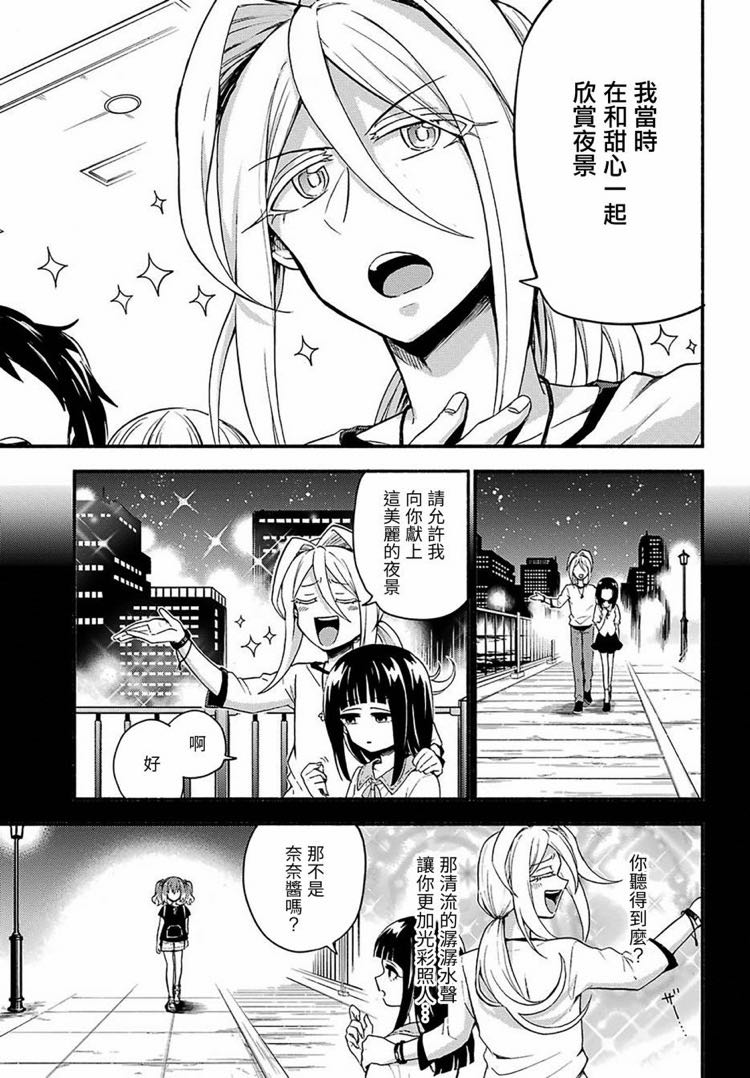 我當時
在和甜心一起
欣賞夜景
請允許我
向你獻上
這美麗的夜景
啊
好
你聽得到麼?
那清流的潺潺水聲
讓你更加光彩照人…
ザー
那不是
奈奈醬嗎?